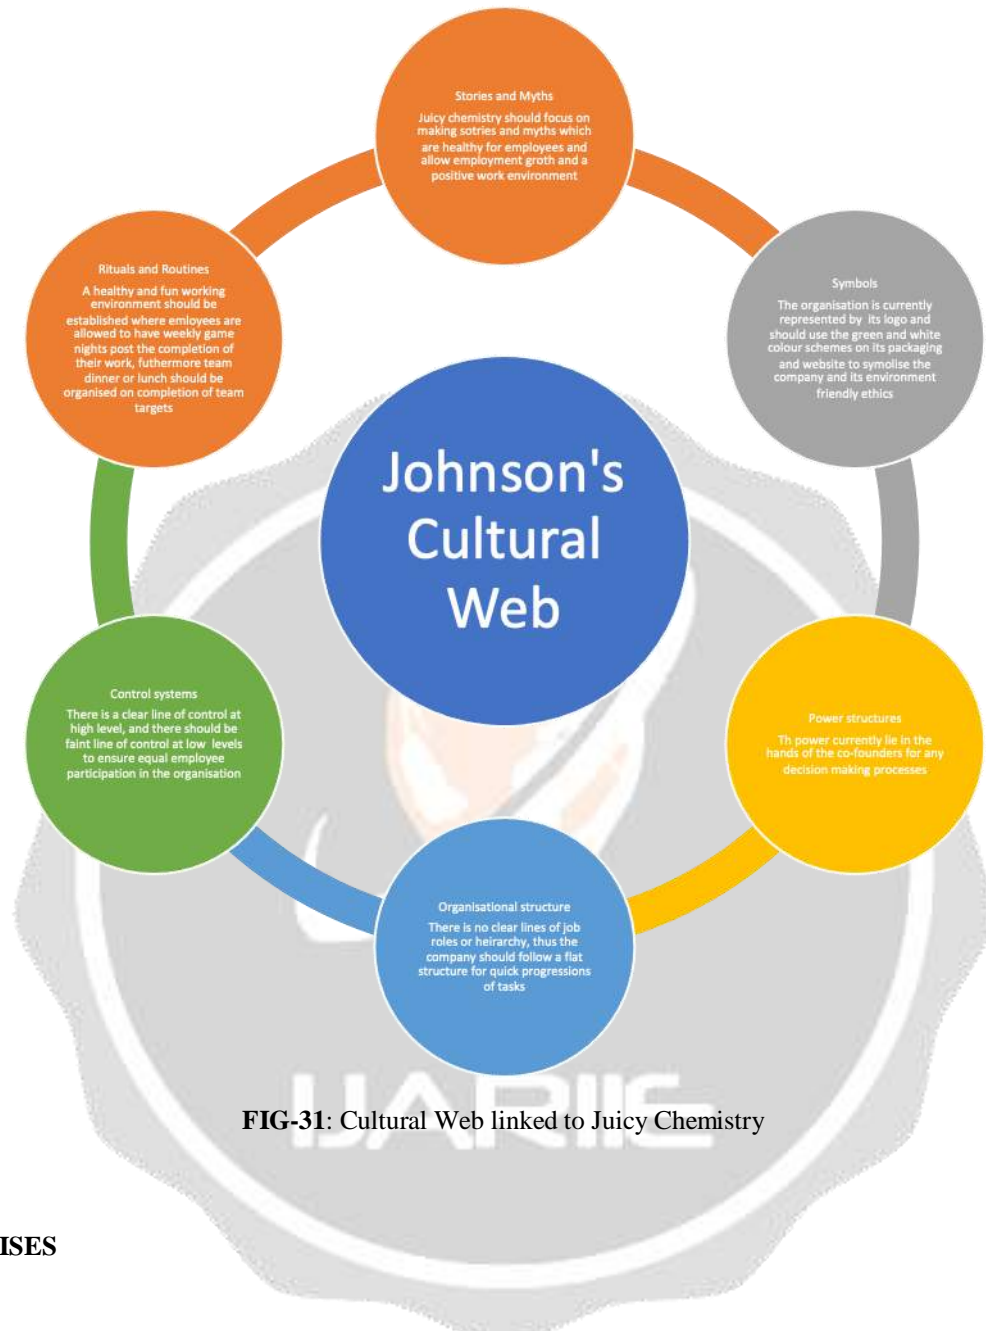 Stories and Myths
Juicy chemistry should focus on
making sotries and myths which
are healthy for employees and
allow employment groth and a
positive work environment
Rituals and Routines
A healthy and fun working
environment should be
established where emloyees are
allowed to have weekly game
nights post the completion of
their work, futhermore team
dinner or lunch should be
organised on completion of team
targets
Symbols
The organisation is currently
represented by its logo and
should use the green and white
colour schemes on its packaging
and website to symolise the
company and its environment
friendly ethics
Johnson's
Cultural
Web
Control systems
There is a clear line of control at
high level, and there should be
faint line of control at low levels
to ensure equal employee
participation in the organisation
Power structures
Th power currently lie in the
hands of the co-founders for any
decision making processes
Organisational structure
There is no clear lines of job
roles or heirarchy, thus the
company should follow a flat
structure for quick progressions
of tasks
IJARIIE
FIG-31: Cultural Web linked to Juicy Chemistry
ISES